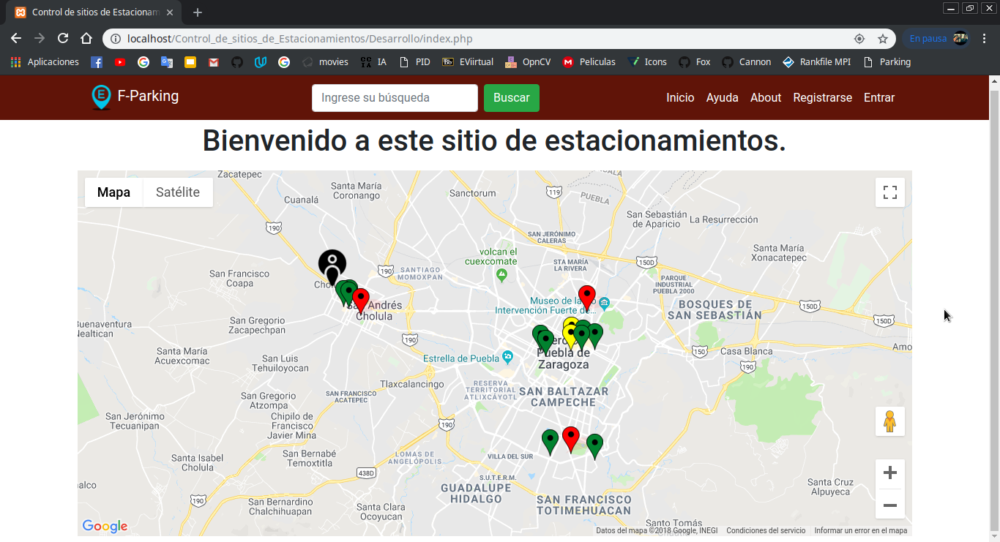 Control de sitios de Estacionam
localhost/Control_de_sitios_de_Estacionamientos/Desarrollo/index.php
En pausa
Aplicaciones
movies
IA
PID
Bb
EViirtual
OpnCV
Peliculas
Icons
Fox
Cannon
Rankfile MPI
Parking
E
F-Parking
Ingrese su búsqueda
Buscar
Inicio
Ayuda
About
Registrarse
Entrar
Bienvenido a este sitio de estacionamientos.
Mapa
Satélite
Zacatepec
Cuanalá
Santa María
Coronango
Sanctorum
119
PUEBLA
San Sebastián
de Aparicio
La Resurrección
190
SAN JERÓNIMO
CALERAS
Santa María
Xonacatepec
volcan el
cuexcomate
STA MARÍA
LA RIVERA
150D
San Francisco
Coapa
190
SANTIAGO
MOMOXPAN
PARQUE
INDUSTRIAL
PUEBLA 2000
San Andrés
Cholula
Museo de la
Intervención Fuerte de...
BOSQUES DE
SAN SEBASTIÁN
150D
150D
Buenaventura
Nealtican
San Gregorio
Zacapechpan
190
Puebla de
Zaragoza
150
Casa Blanca
Amo
Santa María
Acuexcomac
San Luis
Tehuiloyocan
Estrella de Puebla
190
Tlaxcalancingo
RESERVA
TERRITORIAL
ATLIXCÁYOTL
SAN BALTAZAR
CAMPECHE
San Gregorio
Atzompa
SAN FRANCISCO
ACATEPEC
San Jerónimo
Tecuanipan
Chipilo de
Francisco
Javier Mina
190
Santa Isabel
Cholula
San Bernabé
Temoxtitla
LOMAS DE
ANGELÓPOLIS
VILLA DEL SUR
438D
S.U.T.E.R.M.
GUADALUPE
HIDALGO
Santa Cruz
Alpuyeca
190
San Bernardino
Chalchihuapan
Santa Clara
Ocoyucan
SAN FRANCISCO
TOTIMEHUACAN
Santo Tomás
Google
Datos del mapa ©2018 Google, INEGI
Condiciones del servicio
Informar un error en el mapa